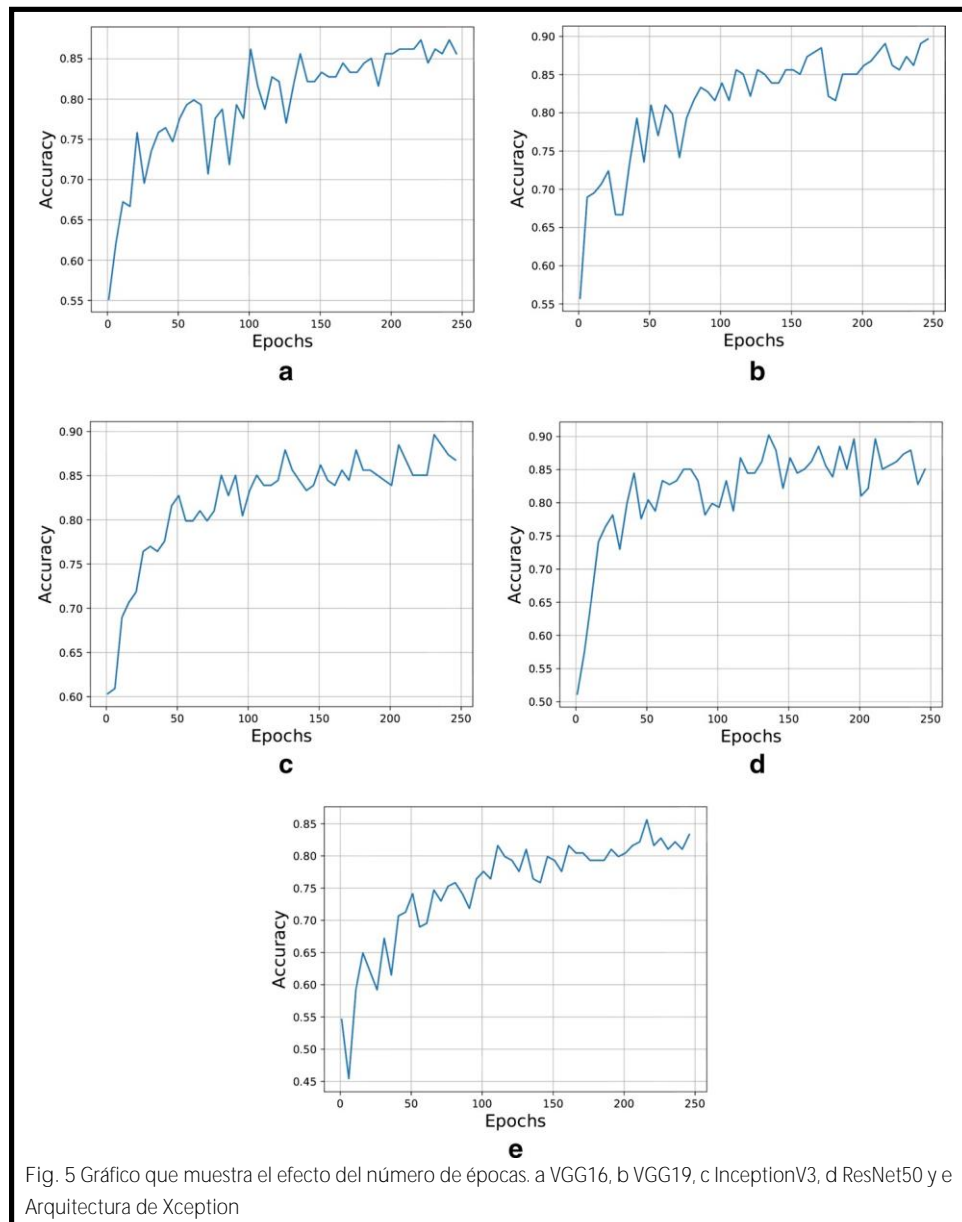 0.85
0.80
0.75
0.70
0.65
0.60
0.55
Accuracy
0 50 100 150 200 250
Epochs
a
0.90
0.85
0.80
0.75
0.70
0.65
0.60
0.55
Accuracy
0 50 100 150 200 250
Epochs
b
0.90
0.85
0.80
0.75
0.70
0.65
0.60
Accuracy
0 50 100 150 200 250
Epochs
c
0.90
0.85
0.80
0.75
0.70
0.65
0.60
0.55
0.50
Accuracy
0 50 100 150 200 250
Epochs
d
0.85
0.80
0.75
0.70
0.65
0.60
0.55
0.50
0.45
Accuracy
0 50 100 150 200 250
Epochs
e
Fig. 5 Gráfico que muestra el efecto del número de épocas. a VGG16, b VGG19, c InceptionV3, d ResNet50 y e
Arquitectura de Xception